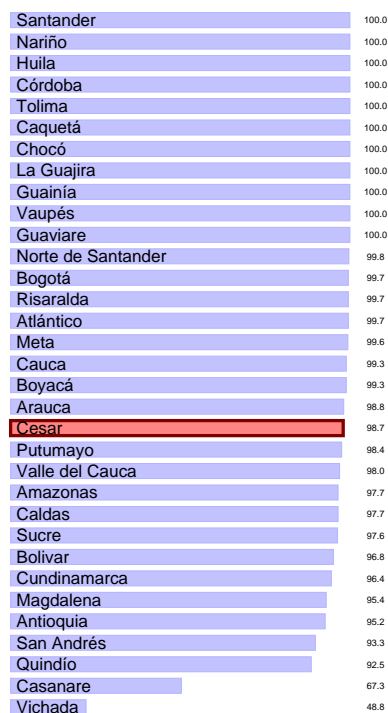 Santander 100.0
Nariño 100.0
Huila 100.0
Córdoba 100.0
Tolima 100.0
Caquetá 100.0
Chocó 100.0
La Guajira 100.0
Guainía 100.0
Vaupés 100.0
Guaviare 100.0
Norte de Santander 99.8
Bogotá 99.7
Risaralda 99.7
Atlántico 99.7
Meta 99.6
Cauca 99.3
Boyacá 99.3
Arauca 98.8
Cesar 98.7
Putumayo 98.4
Valle del Cauca 98.0
Amazonas 97.7
Caldas 97.7
Sucre 97.6
Bolivar 96.8
Cundinamarca 96.4
Magdalena 95.4
Antioquia 95.2
San Andrés 93.3
Quindío 92.5
Casanare 67.3
Vichada 48.8